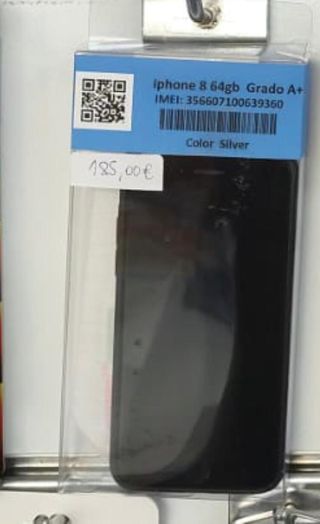 iphone 8 64gb Grado A+
IMEI: 356607100639360
Color Silver
185,00€